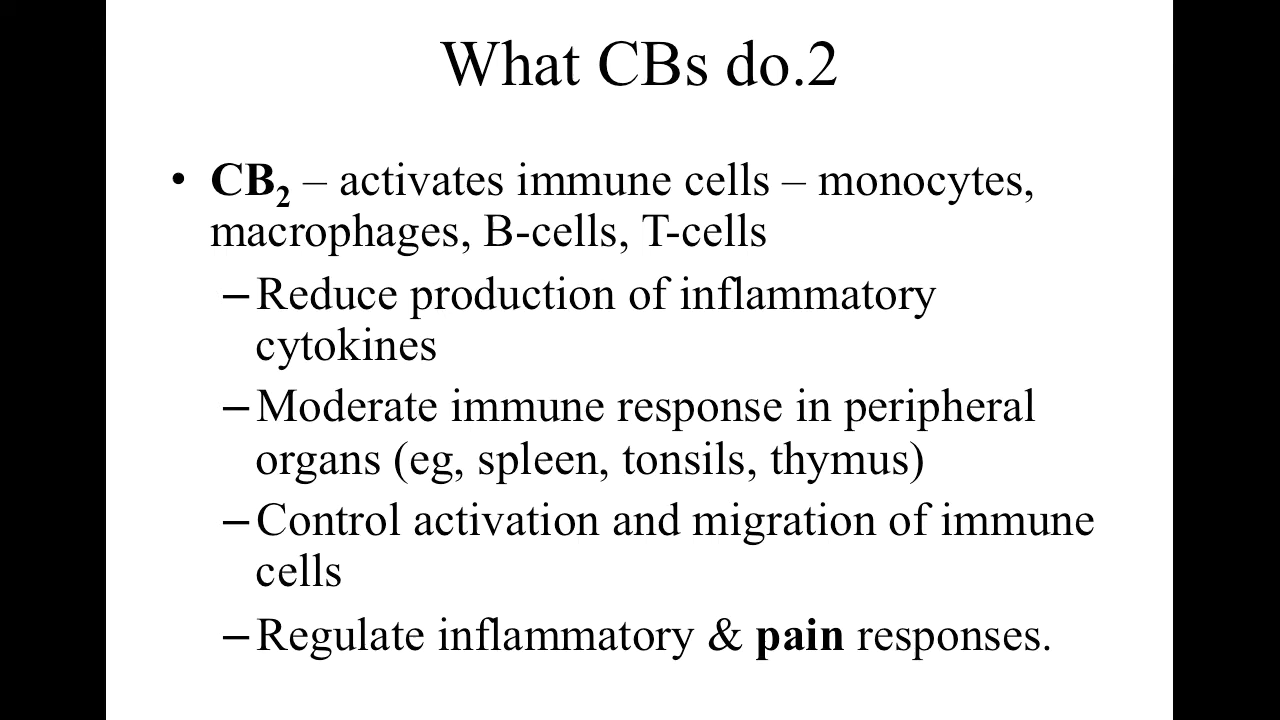 What CBs do.2
• CB₂ – activates immune cells – monocytes,
macrophages, B-cells, T-cells
– Reduce production of inflammatory
cytokines
– Moderate immune response in peripheral
organs (eg, spleen, tonsils, thymus)
– Control activation and migration of immune
cells
– Regulate inflammatory & pain responses.